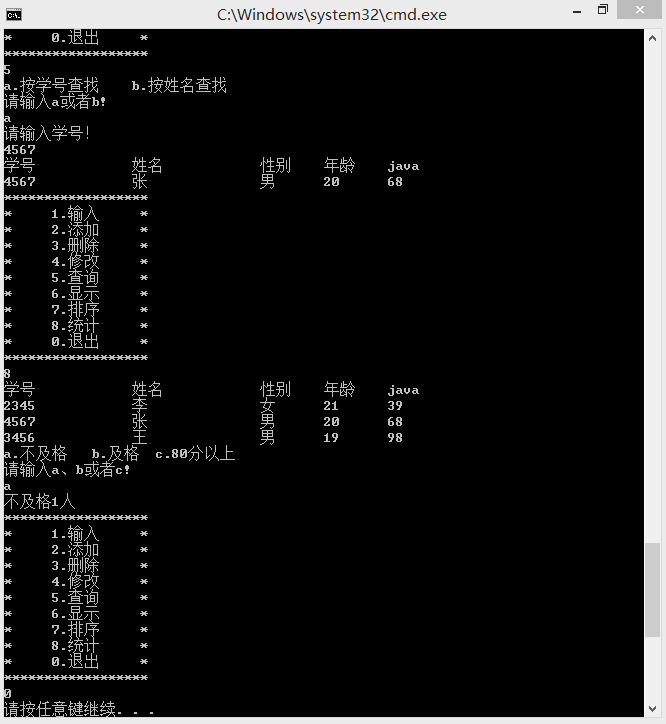 C:\Windows\system32\cmd.exe
*     0.退出     *
******************
5
a.按学号查找    b.按姓名查找
请输入a或者b!
a
请输入学号!
4567
学号            姓名            性别    年龄    java
4567            张              男      20      68
******************
*     1.输入     *
*     2.添加     *
*     3.删除     *
*     4.修改     *
*     5.查询     *
*     6.显示     *
*     7.排序     *
*     8.统计     *
*     0.退出     *
******************
8
学号            姓名            性别    年龄    java
2345            李              女      21      39
4567            张              男      20      68
3456            王              男      19      98
a.不及格   b.及格  c.80分以上
请输入a、b或者c!
a
不及格1人
******************
*     1.输入     *
*     2.添加     *
*     3.删除     *
*     4.修改     *
*     5.查询     *
*     6.显示     *
*     7.排序     *
*     8.统计     *
*     0.退出     *
******************
0
请按任意键继续. . .